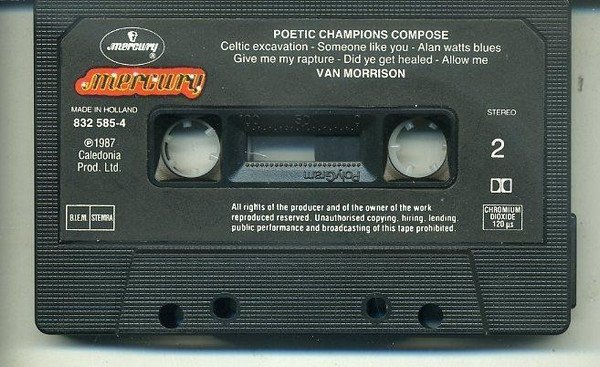 mercury
®
mercury
POETIC CHAMPIONS COMPOSE
Celtic excavation - Someone like you - Alan watts blues
Give me my rapture - Did ye get healed - Allow me
VAN MORRISON
MADE IN HOLLAND
832 585-4
℗1987
Caledonia
Prod. Ltd.
B.I.E.M. STEMRA
PolyGram
50
All rights of the producer and of the owner of the work
reproduced reserved. Unauthorised copying, hiring, lending,
public performance and broadcasting of this tape prohibited.
STEREO
2
CHROMIUM
DIOXIDE
120 µs